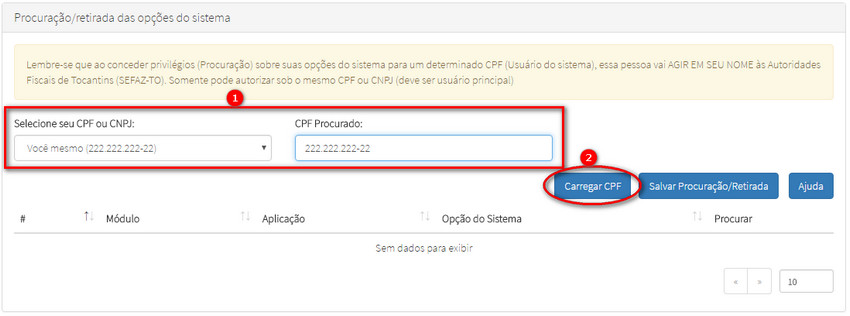 Procuração/retirada das opções do sistema
Lembre-se que ao conceder privilégios (Procuração) sobre suas opções do sistema para um determinado CPF (Usuário do sistema), essa pessoa vai AGIR EM SEU NOME às Autoridades
Fiscais de Tocantins (SEFAZ-TO). Somente pode autorizar sob o mesmo CPF ou CNPJ (deve ser usuário principal)
1
Selecione seu CPF ou CNPJ: CPF Procurado:
Você mesmo (222.222.222-22) 222.222.222-22
2
Carregar CPF Salvar Procuração/Retirada Ajuda
# Módulo Aplicação Opção do Sistema Procurar
Sem dados para exibir
« » 10